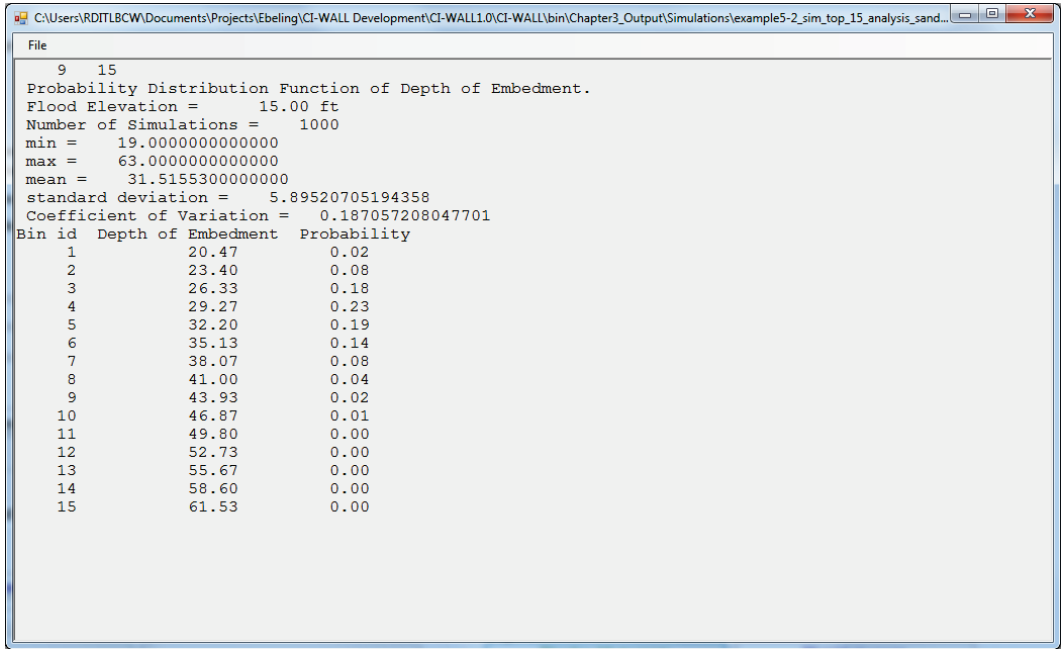 C:\Users\RDITLBCW\Documents\Projects\Ebeling\CI-WALL Development\CI-WALL1.0\CI-WALL\bin\Chapter3_Output\Simulations\example5-2_sim_top_15_analysis_sand...
File
9 15
Probability Distribution Function of Depth of Embedment.
Flood Elevation = 15.00 ft
Number of Simulations = 1000
min = 19.0000000000000
max = 63.0000000000000
mean = 31.5155300000000
standard deviation = 5.89520705194358
Coefficient of Variation = 0.187057208047701
Bin id Depth of Embedment Probability
1 20.47 0.02
2 23.40 0.08
3 26.33 0.18
4 29.27 0.23
5 32.20 0.19
6 35.13 0.14
7 38.07 0.08
8 41.00 0.04
9 43.93 0.02
10 46.87 0.01
11 49.80 0.00
12 52.73 0.00
13 55.67 0.00
14 58.60 0.00
15 61.53 0.00